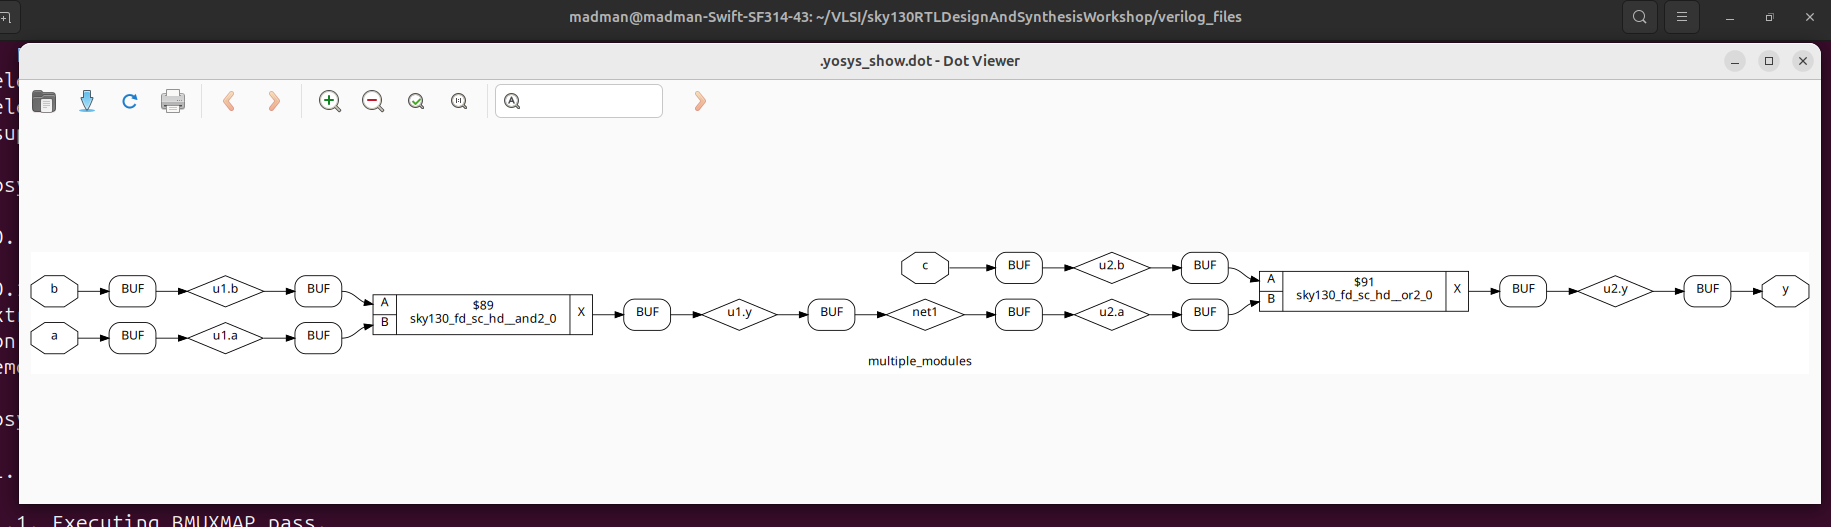 madman@madman-Swift-SF314-43: ~/VLSI/sky130RTLDesignAndSynthesisWorkshop/verilog_files
.yosys_show.dot - Dot Viewer
c BUF u2.b BUF
b BUF u1.b BUF
a BUF u1.a BUF
A
B
$89
sky130_fd_sc_hd__and2_0
X
BUF u1.y BUF net1 BUF u2.a BUF
A
B
$91
sky130_fd_sc_hd__or2_0
X
BUF u2.y BUF y
multiple_modules
.1. Executing BMUXMAP pass.